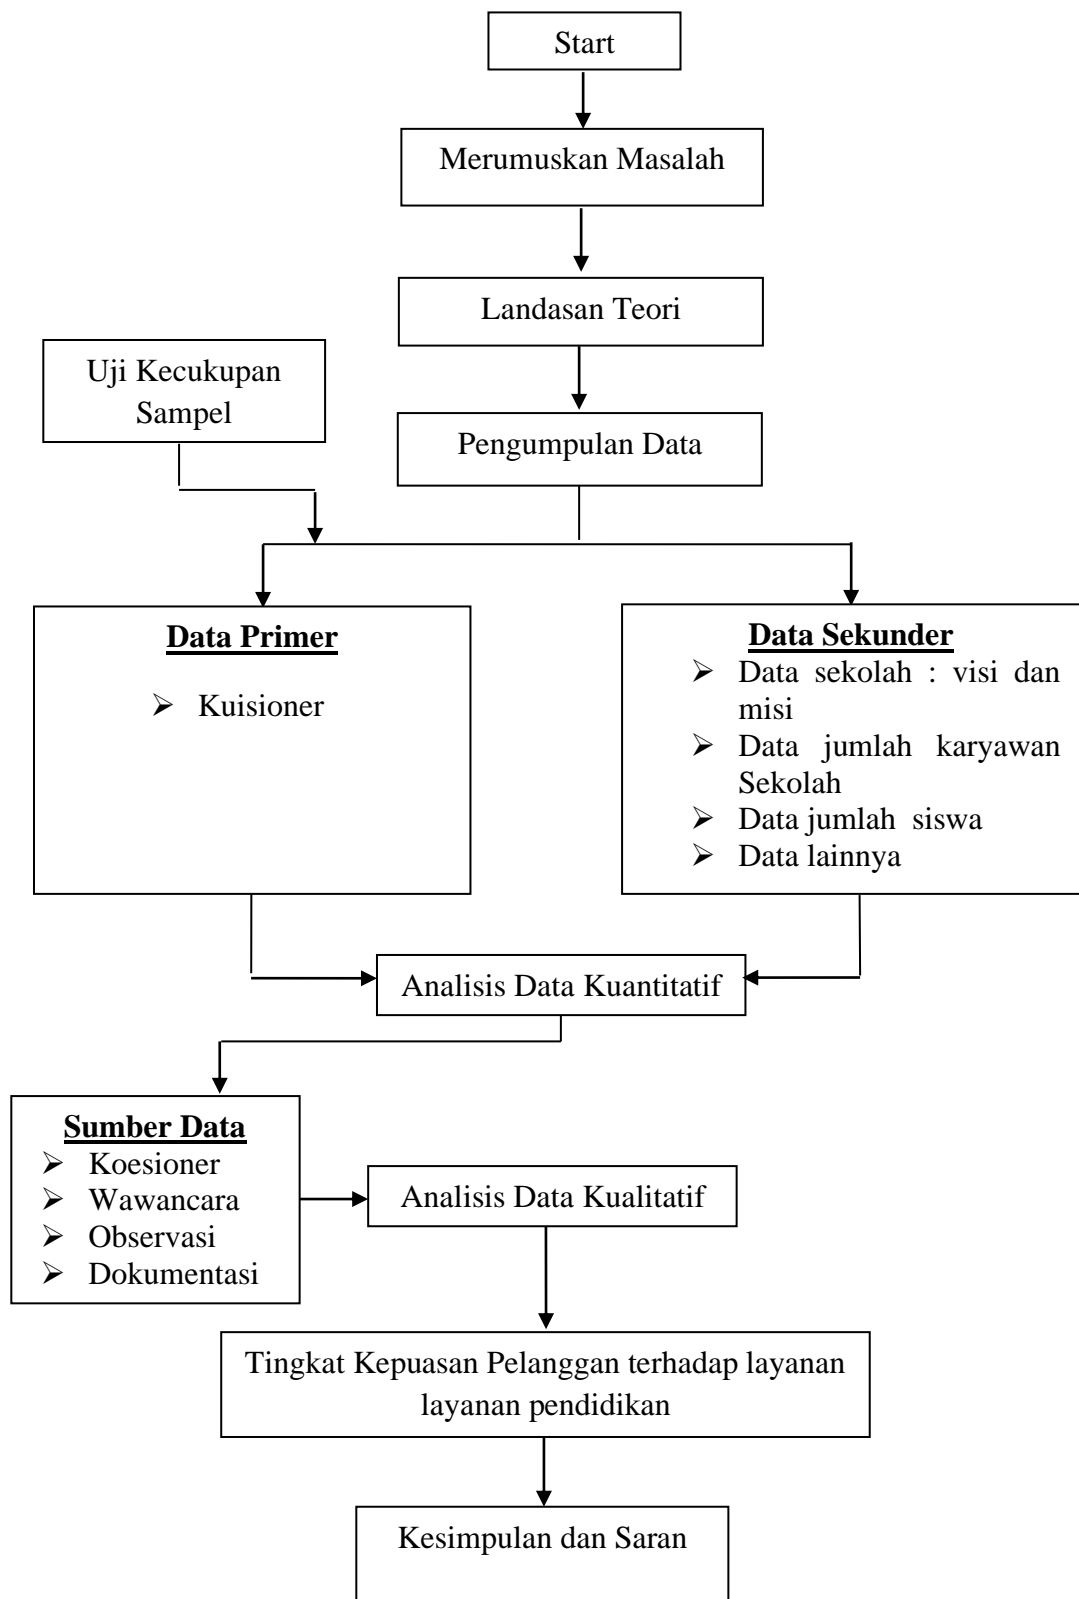 Start
Merumuskan Masalah
Landasan Teori
Uji Kecukupan
Sampel
Pengumpulan Data
Data Primer
➢ Kuisioner
Data Sekunder
➢ Data sekolah : visi dan
misi
➢ Data jumlah karyawan
Sekolah
➢ Data jumlah siswa
➢ Data lainnya
Analisis Data Kuantitatif
Sumber Data
➢ Koesioner
➢ Wawancara
➢ Observasi
➢ Dokumentasi
Analisis Data Kualitatif
Tingkat Kepuasan Pelanggan terhadap layanan
layanan pendidikan
Kesimpulan dan Saran